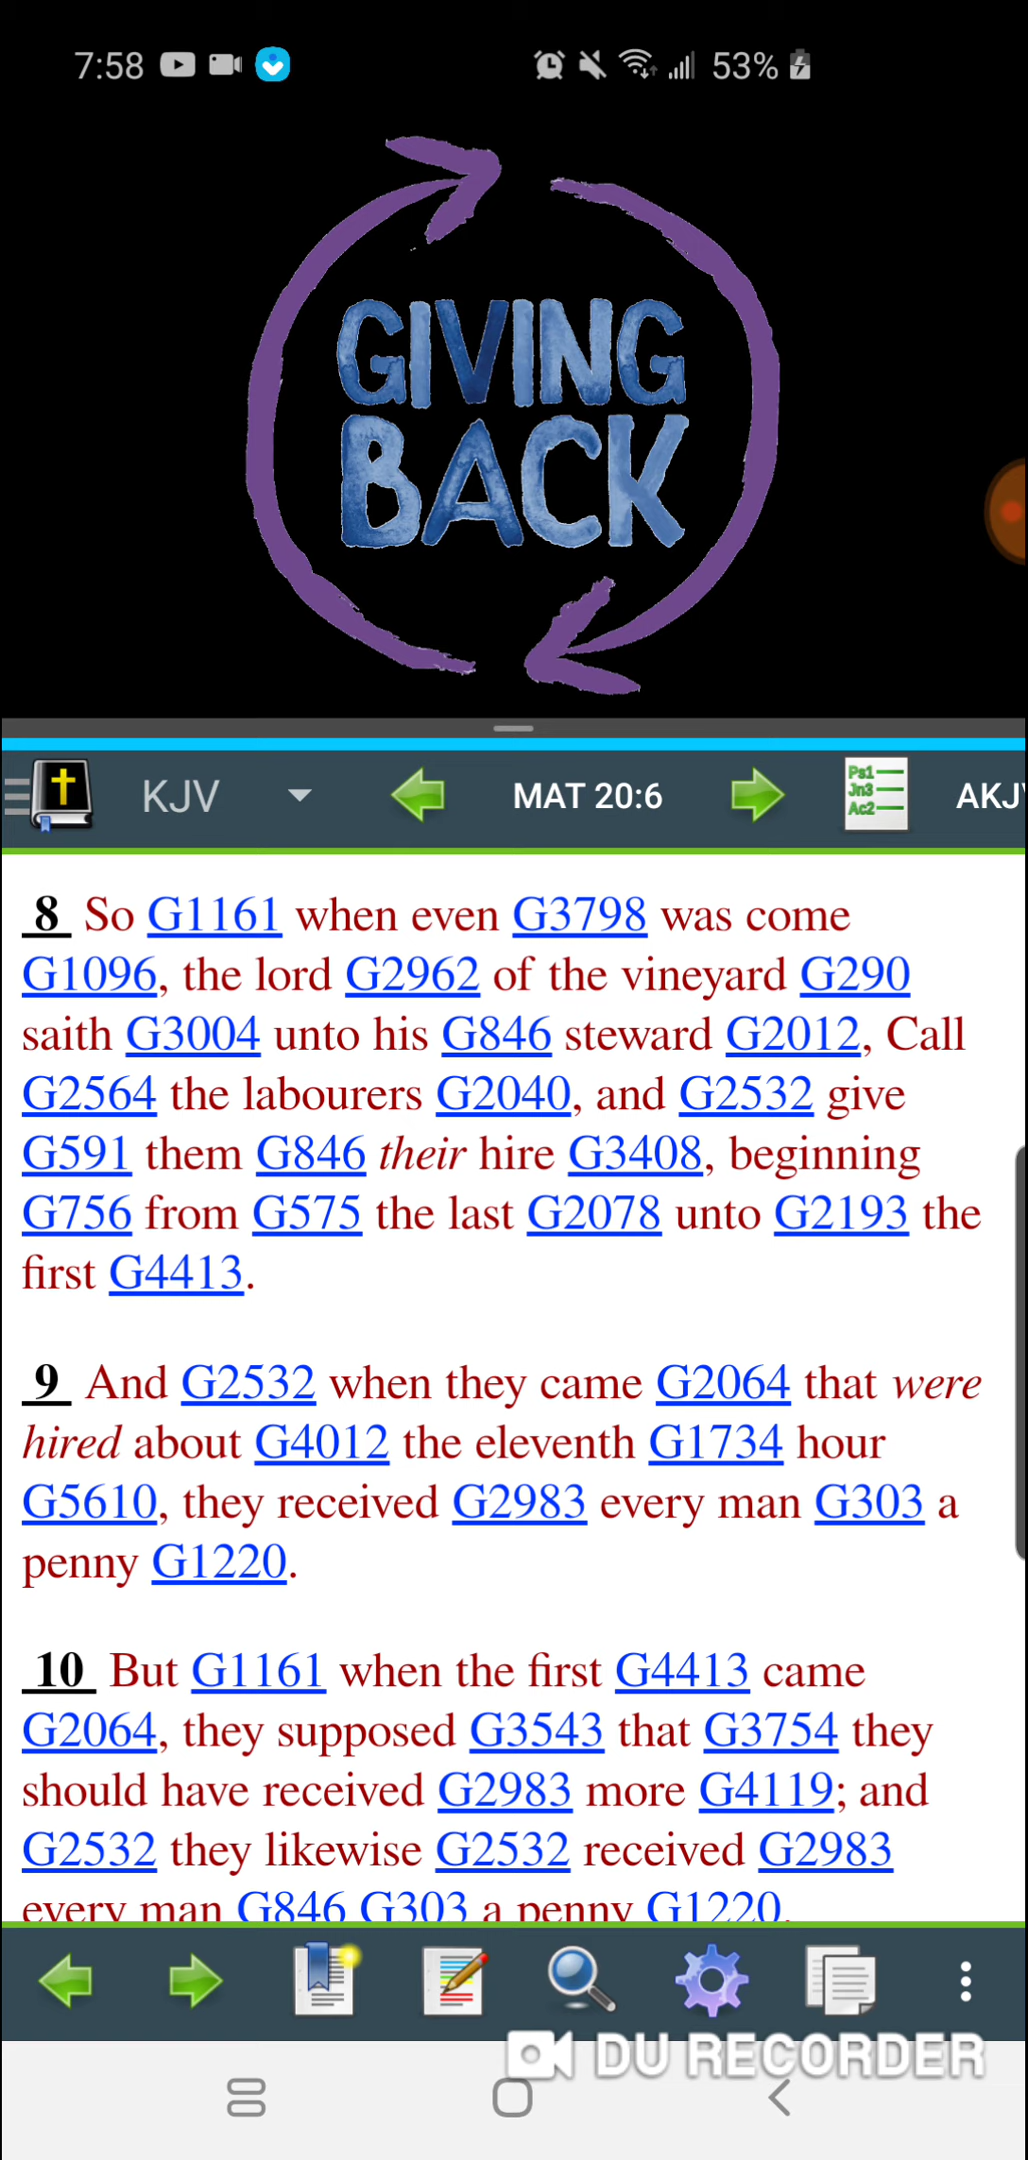 7:58 53%
GIVING
BACK
KJV MAT 20:6 Ps1 Jn3 Ac2 AKJ
8 So G1161 when even G3798 was come
G1096, the lord G2962 of the vineyard G290
saith G3004 unto his G846 steward G2012, Call
G2564 the labourers G2040, and G2532 give
G591 them G846 their hire G3408, beginning
G756 from G575 the last G2078 unto G2193 the
first G4413.
9 And G2532 when they came G2064 that were
hired about G4012 the eleventh G1734 hour
G5610, they received G2983 every man G303 a
penny G1220.
10 But G1161 when the first G4413 came
G2064, they supposed G3543 that G3754 they
should have received G2983 more G4119; and
G2532 they likewise G2532 received G2983
every man G846 G303 a penny G1220.
DU RECORDER